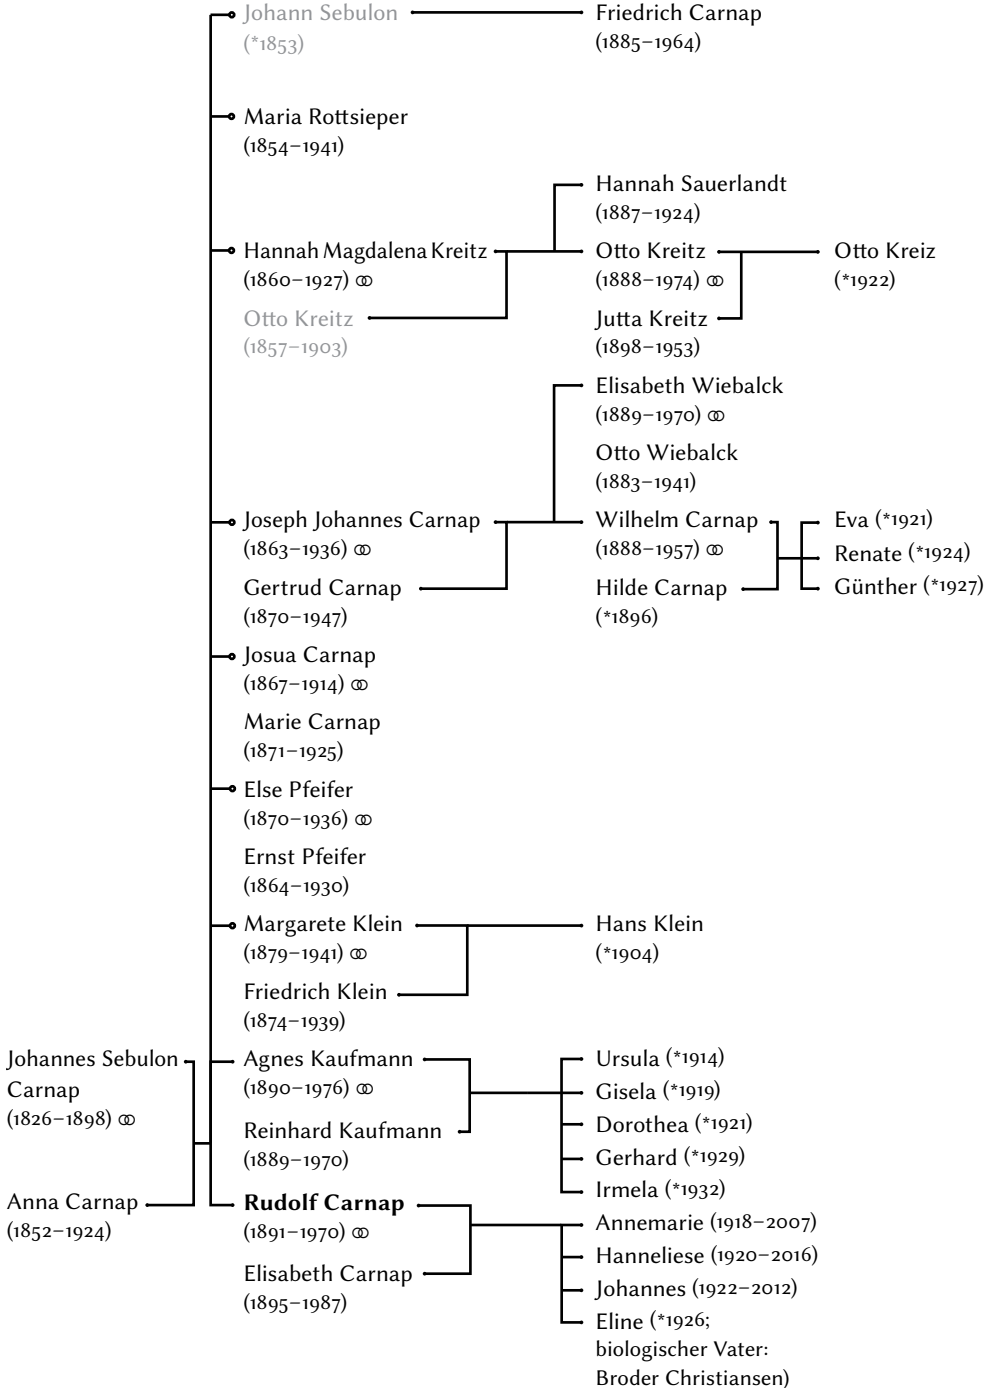 Johann Sebulon
(*1853)
Friedrich Carnap
(1885–1964)
Maria Rottsieper
(1854–1941)
Hannah Sauerlandt
(1887–1924)
Hannah Magdalena Kreitz
(1860–1927) ⚭
Otto Kreitz
(1888–1974) ⚭
Otto Kreiz
(*1922)
Otto Kreitz
(1857–1903)
Jutta Kreitz
(1898–1953)
Elisabeth Wiebalck
(1889–1970) ⚭
Otto Wiebalck
(1883–1941)
Joseph Johannes Carnap
(1863–1936) ⚭
Wilhelm Carnap
(1888–1957) ⚭
Eva (*1921)
Renate (*1924)
Günther (*1927)
Gertrud Carnap
(1870–1947)
Hilde Carnap
(*1896)
Josua Carnap
(1867–1914) ⚭
Marie Carnap
(1871–1925)
Else Pfeifer
(1870–1936) ⚭
Ernst Pfeifer
(1864–1930)
Margarete Klein
(1879–1941) ⚭
Hans Klein
(*1904)
Friedrich Klein
(1874–1939)
Johannes Sebulon
Carnap
(1826–1898) ⚭
Agnes Kaufmann
(1890–1976) ⚭
Reinhard Kaufmann
(1889–1970)
Ursula (*1914)
Gisela (*1919)
Dorothea (*1921)
Gerhard (*1929)
Irmela (*1932)
Anna Carnap
(1852–1924)
Rudolf Carnap
(1891–1970) ⚭
Elisabeth Carnap
(1895–1987)
Annemarie (1918–2007)
Hanneliese (1920–2016)
Johannes (1922–2012)
Eline (*1926;
biologischer Vater:
Broder Christiansen)